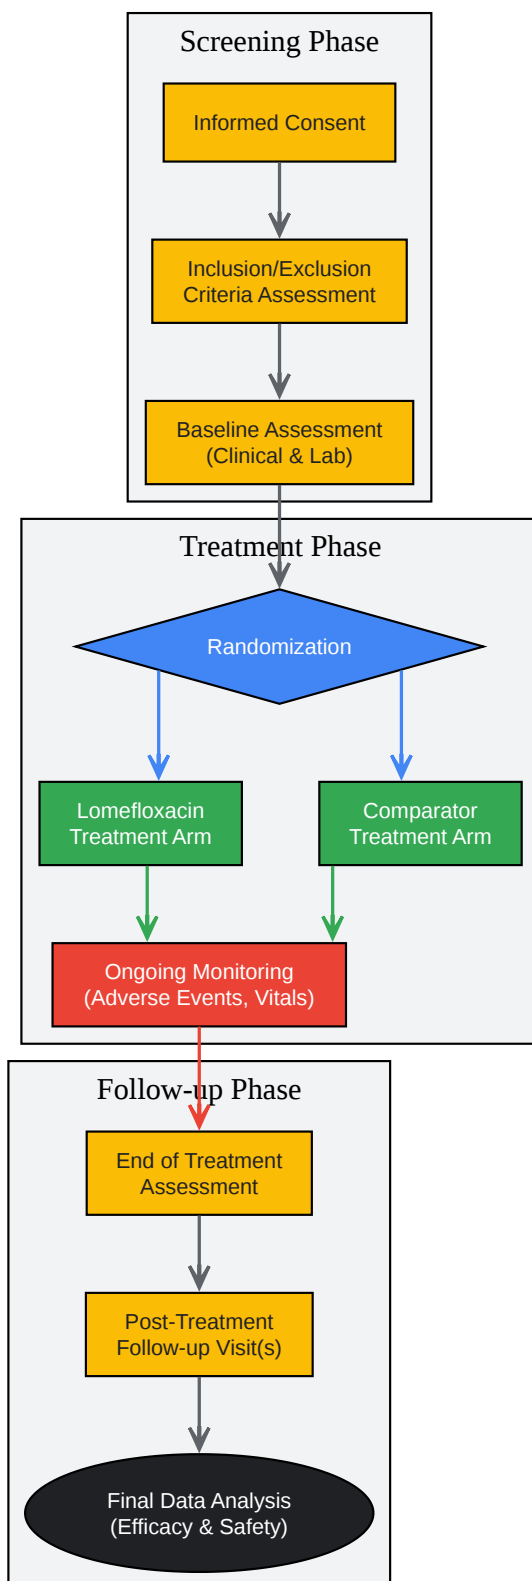 Screening Phase
Informed Consent
Inclusion/Exclusion
Criteria Assessment
Baseline Assessment
(Clinical & Lab)
Treatment Phase
Randomization
Lomefloxacin
Treatment Arm
Comparator
Treatment Arm
Ongoing Monitoring
(Adverse Events, Vitals)
Follow-up Phase
End of Treatment
Assessment
Post-Treatment
Follow-up Visit(s)
Final Data Analysis
(Efficacy & Safety)